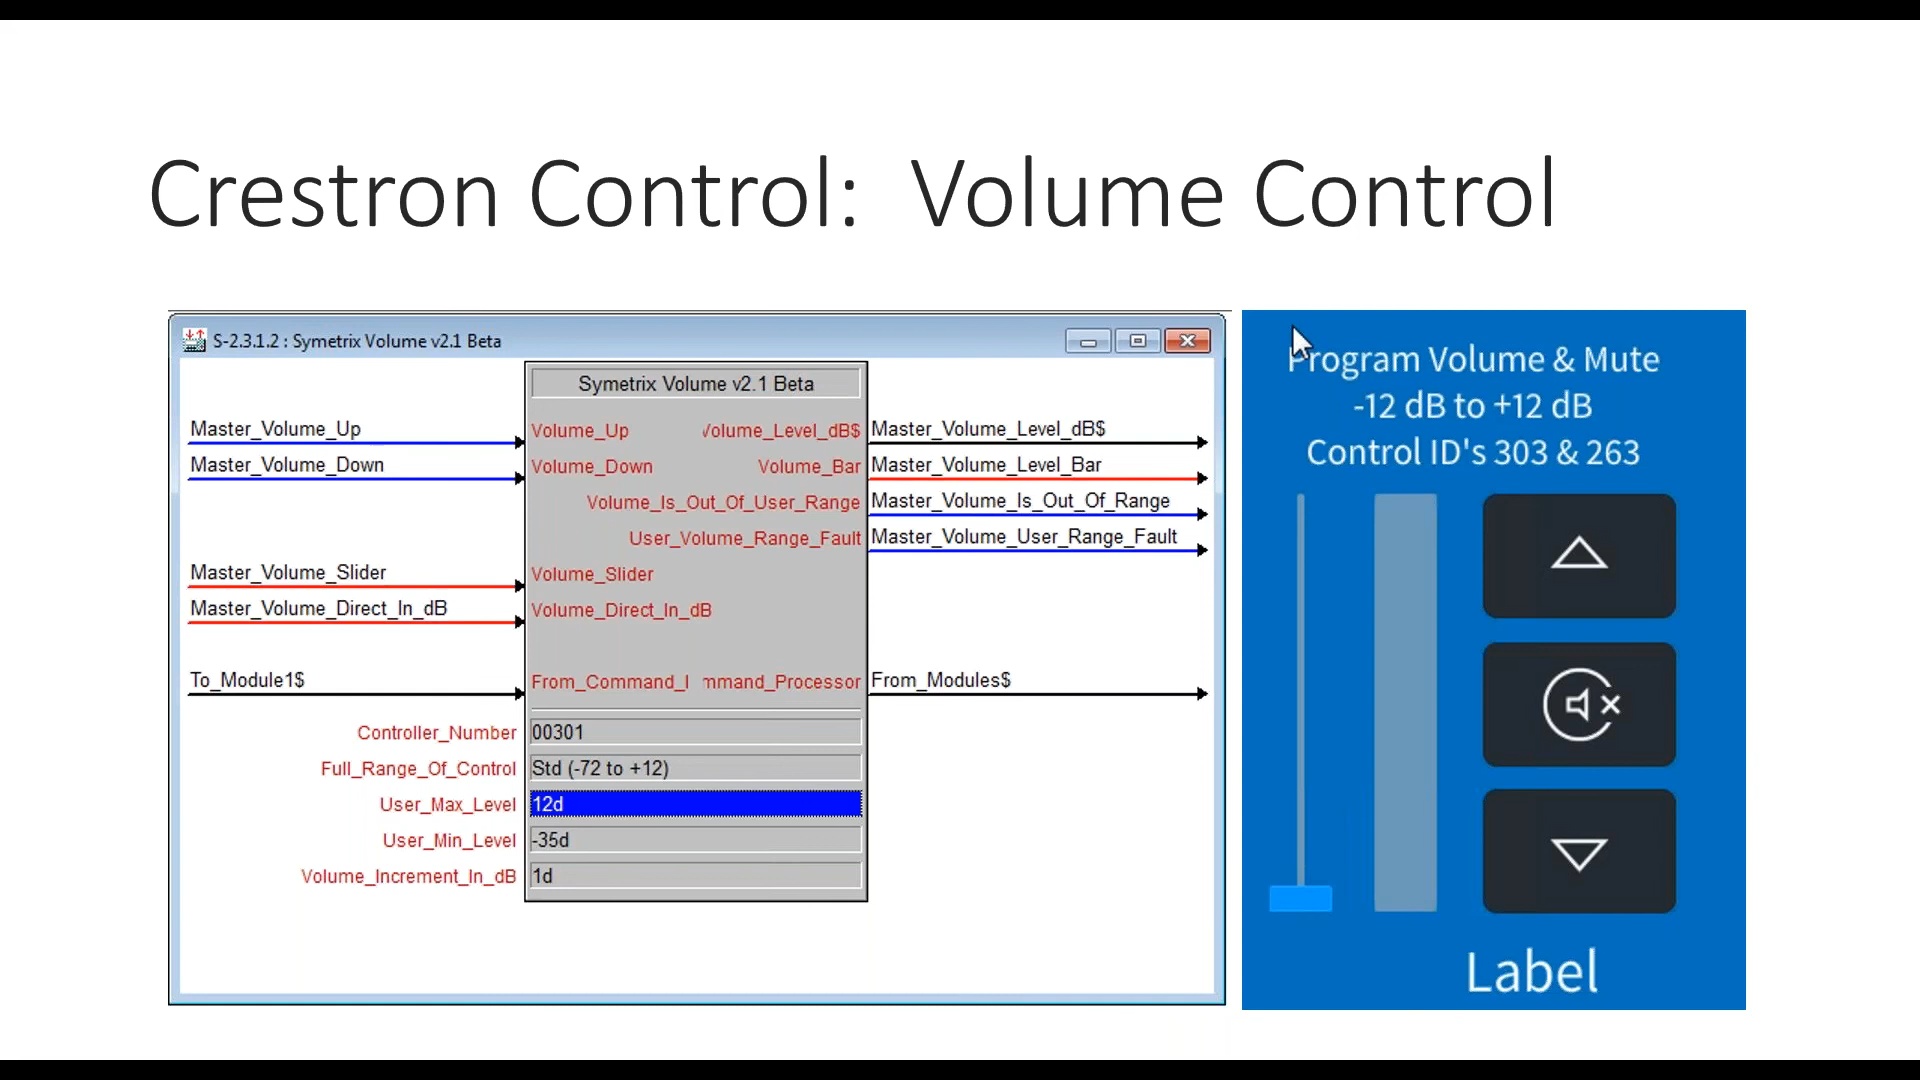 Crestron Control:  Volume Control
S-2.3.1.2 : Symetrix Volume v2.1 Beta
Symetrix Volume v2.1 Beta
Master_Volume_Up Volume_Up /olume_Level_dB$ Master_Volume_Level_dB$
Master_Volume_Down Volume_Down Volume_Bar Master_Volume_Level_Bar
Volume_Is_Out_Of_User_Range Master_Volume_Is_Out_Of_Range
User_Volume_Range_Fault Master_Volume_User_Range_Fault
Master_Volume_Slider Volume_Slider
Master_Volume_Direct_In_dB Volume_Direct_In_dB
To_Module1$ From_Command_I mmand_Processor From_Modules$
Controller_Number 00301
Full_Range_Of_Control Std (-72 to +12)
User_Max_Level 12d
User_Min_Level -35d
Volume_Increment_In_dB 1d
Program Volume & Mute
-12 dB to +12 dB
Control ID's 303 & 263
Label